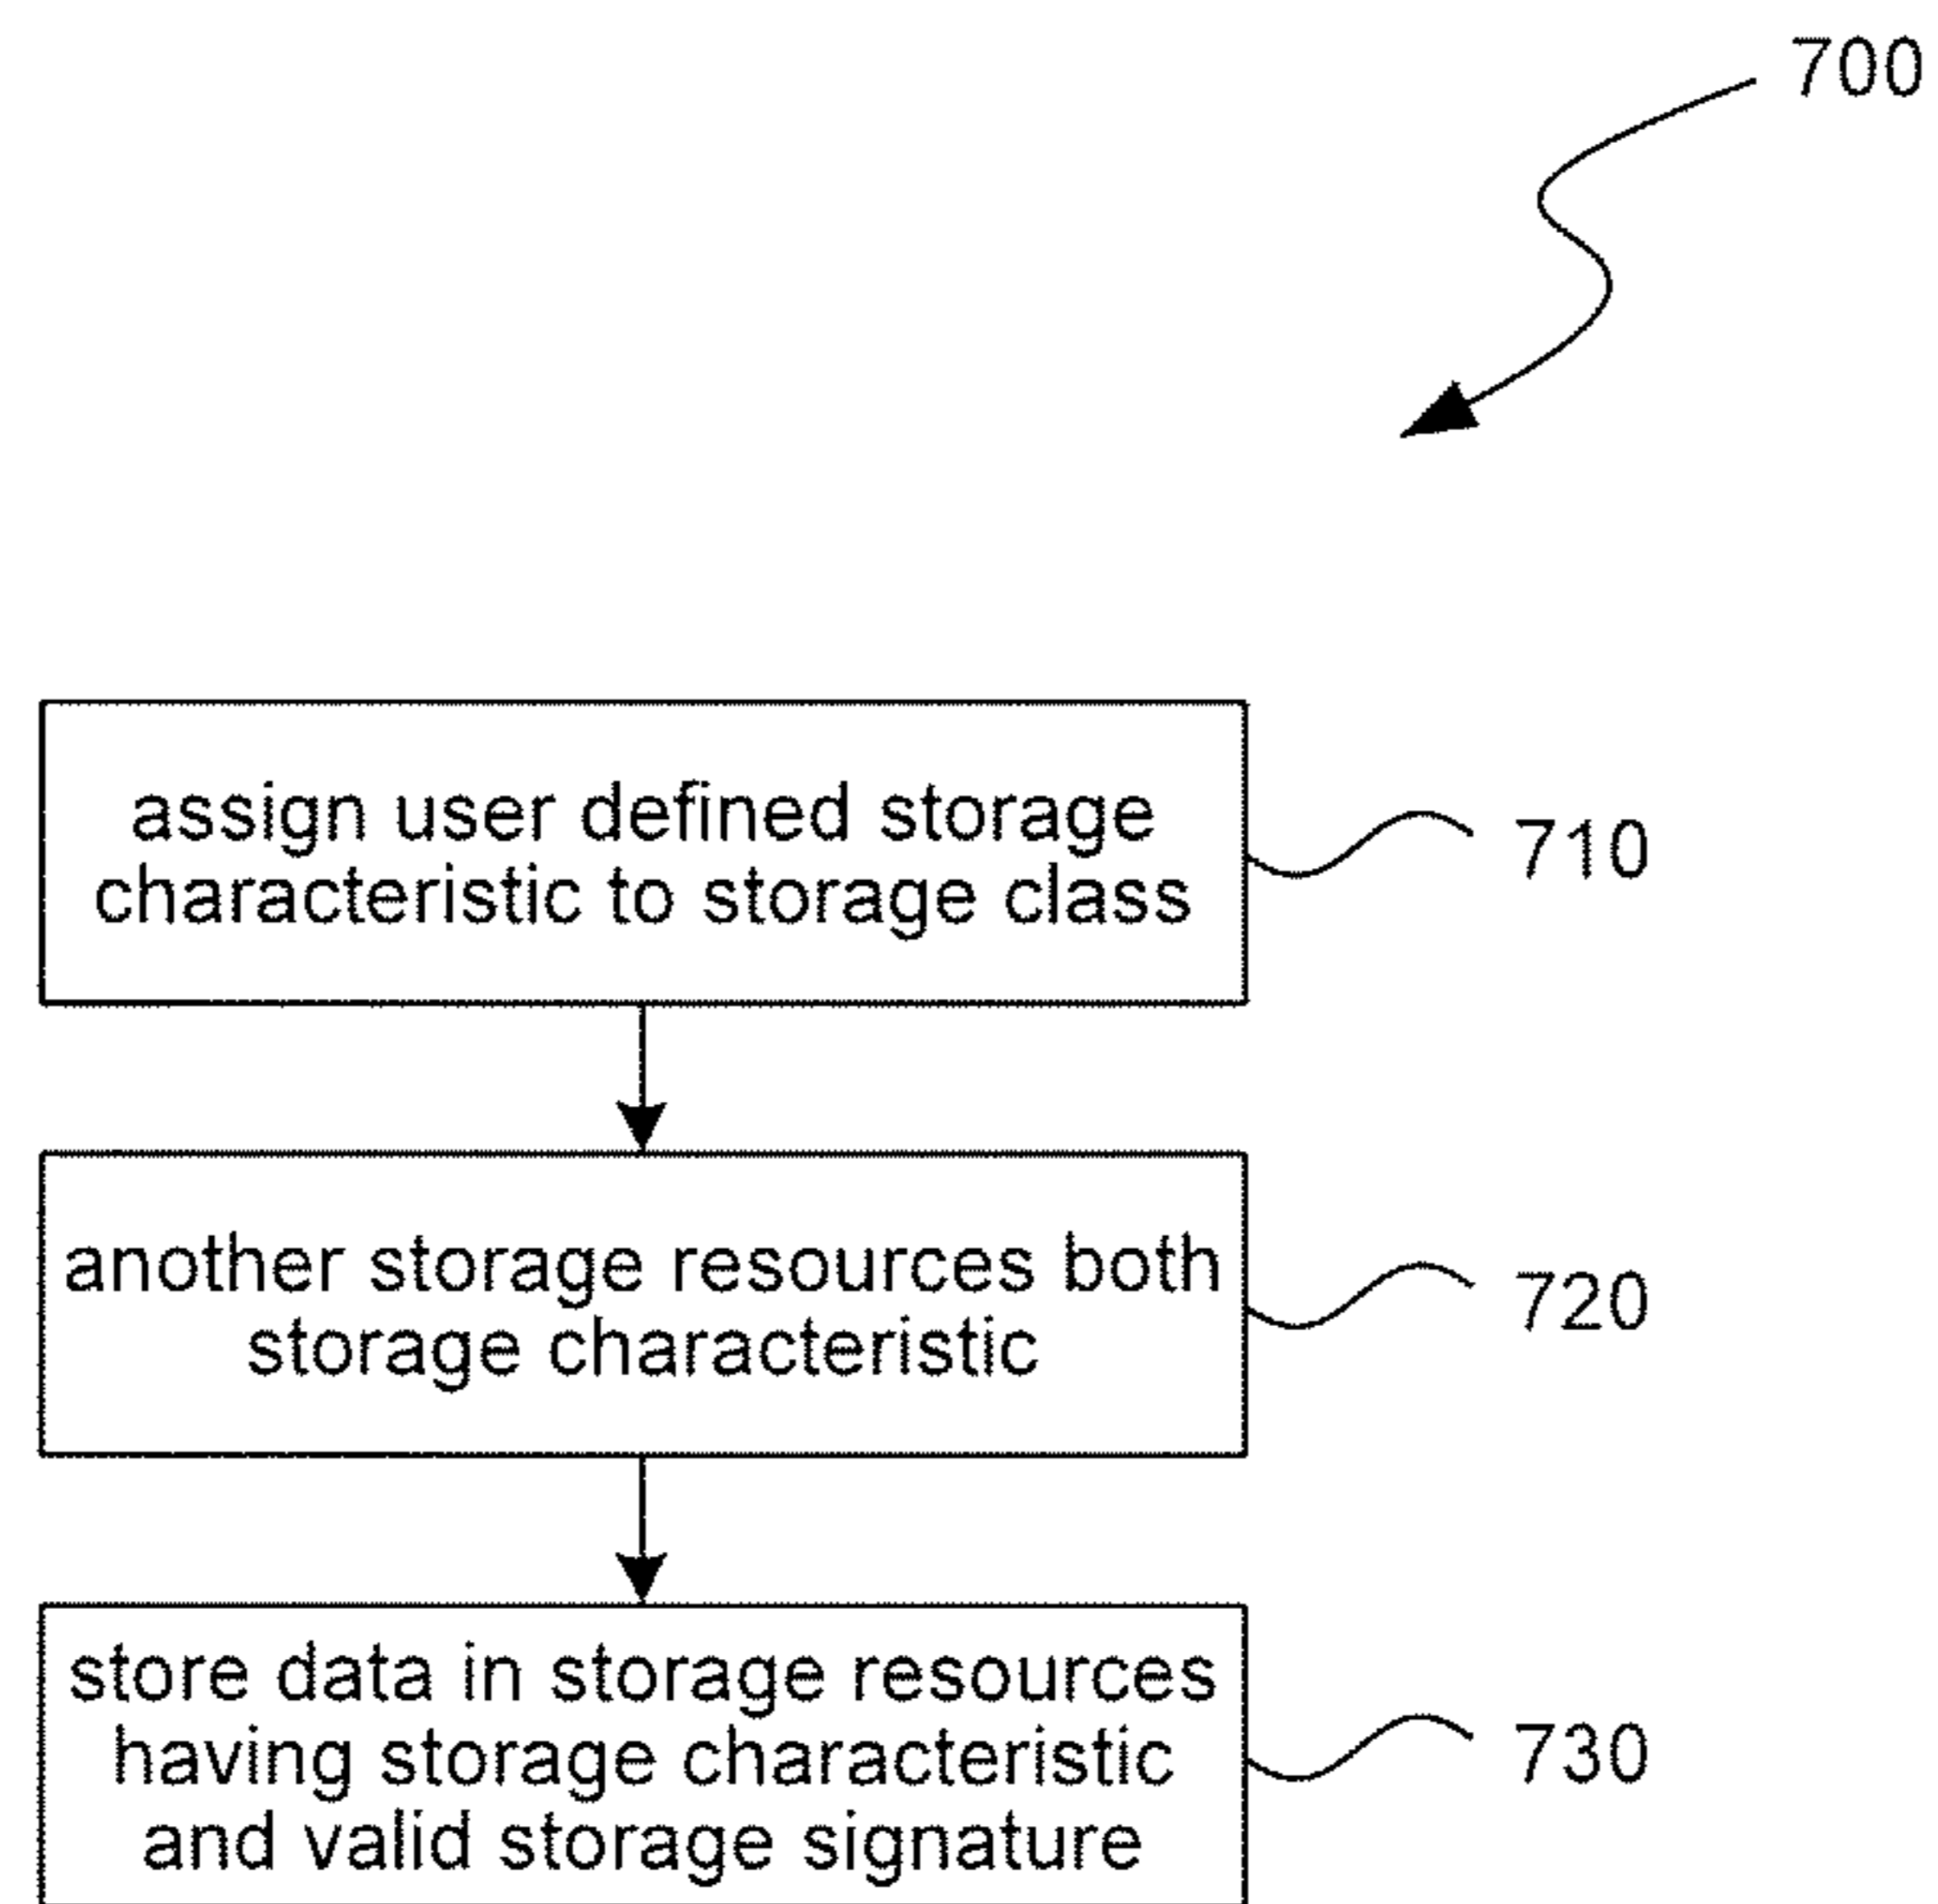 700
assign user defined storage
characteristic to storage class
710
another storage resources both
storage characteristic
720
store data in storage resources
having storage characteristic
and valid storage signature
730